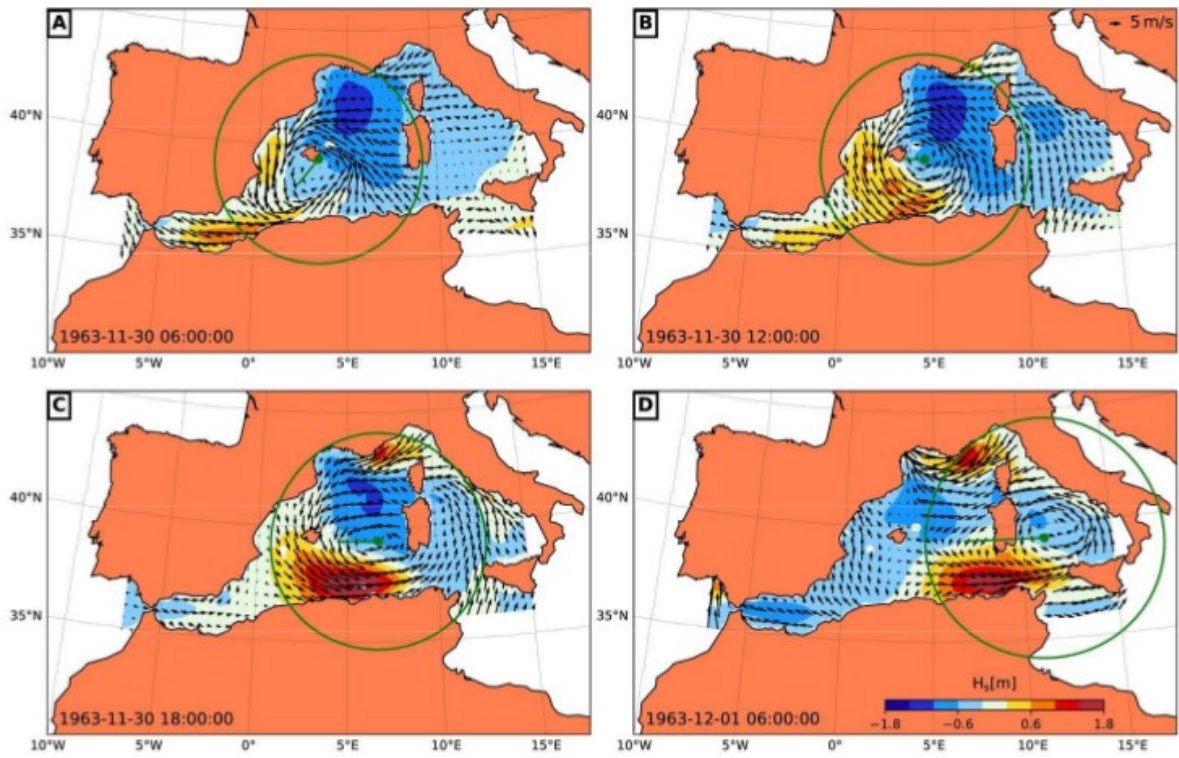 A
B
5 m/s
40°N
35°N
1963-11-30 06:00:00
1963-11-30 12:00:00
10°W 5°W 0° 5°E 10°E 15°E
10°W 5°W 0° 5°E 10°E 15°E
C
D
40°N
35°N
Hs[m]
−1.8 −0.6 0.6 1.8
1963-11-30 18:00:00
1963-12-01 06:00:00
10°W 5°W 0° 5°E 10°E 15°E
10°W 5°W 0° 5°E 10°E 15°E